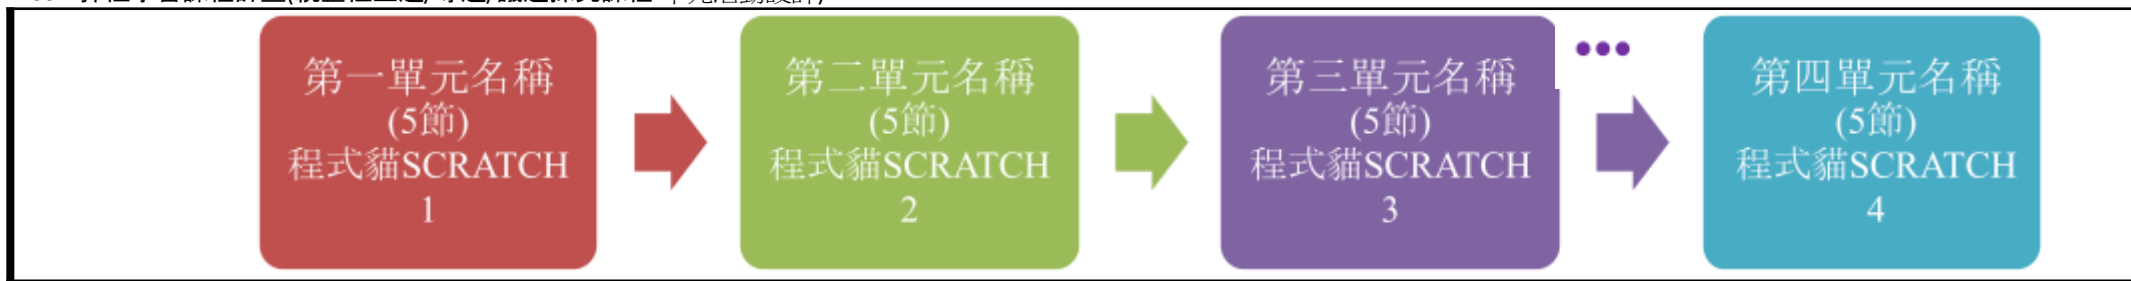 第一單元名稱
(5節)
程式貓SCRATCH
1
第二單元名稱
(5節)
程式貓SCRATCH
2
第三單元名稱
(5節)
程式貓SCRATCH
3
•••
第四單元名稱
(5節)
程式貓SCRATCH
4